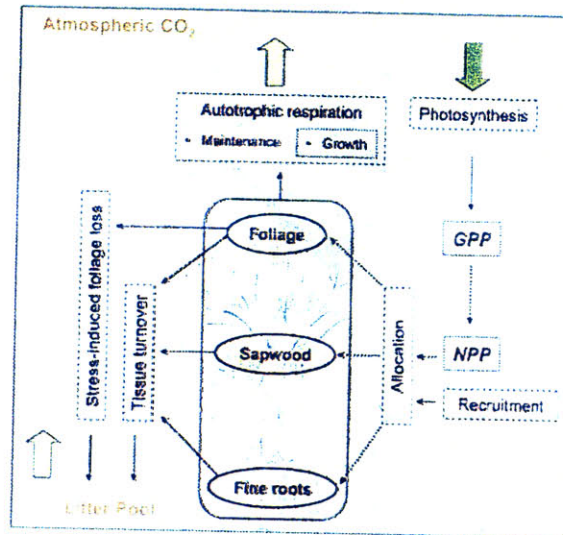 Atmospheric CO₂
Autotrophic respiration
• Maintenance
• Growth
Photosynthesis
Stress-induced foliage loss
Tissue turnover
Foliage
Sapwood
Fine roots
Allocation
GPP
NPP
Recruitment
Litter Pool